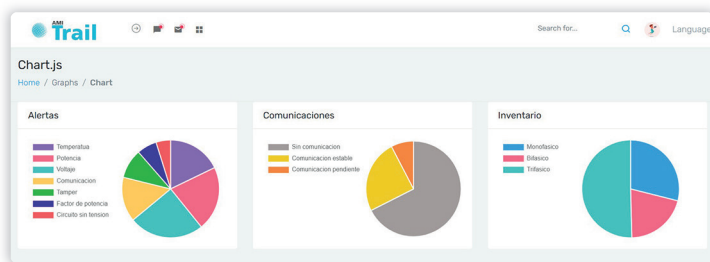 AMI
Trail
Search for...
Language
Chart.js
Home / Graphs / Chart
Alertas
Temperatua
Potencia
Voltaje
Comunicacion
Tamper
Factor de potencia
Circuito sin tension
Comunicaciones
Sin comunicacion
Comunicacion estable
Comunicacion pendiente
Inventario
Monofasico
Bifasico
Trifasico